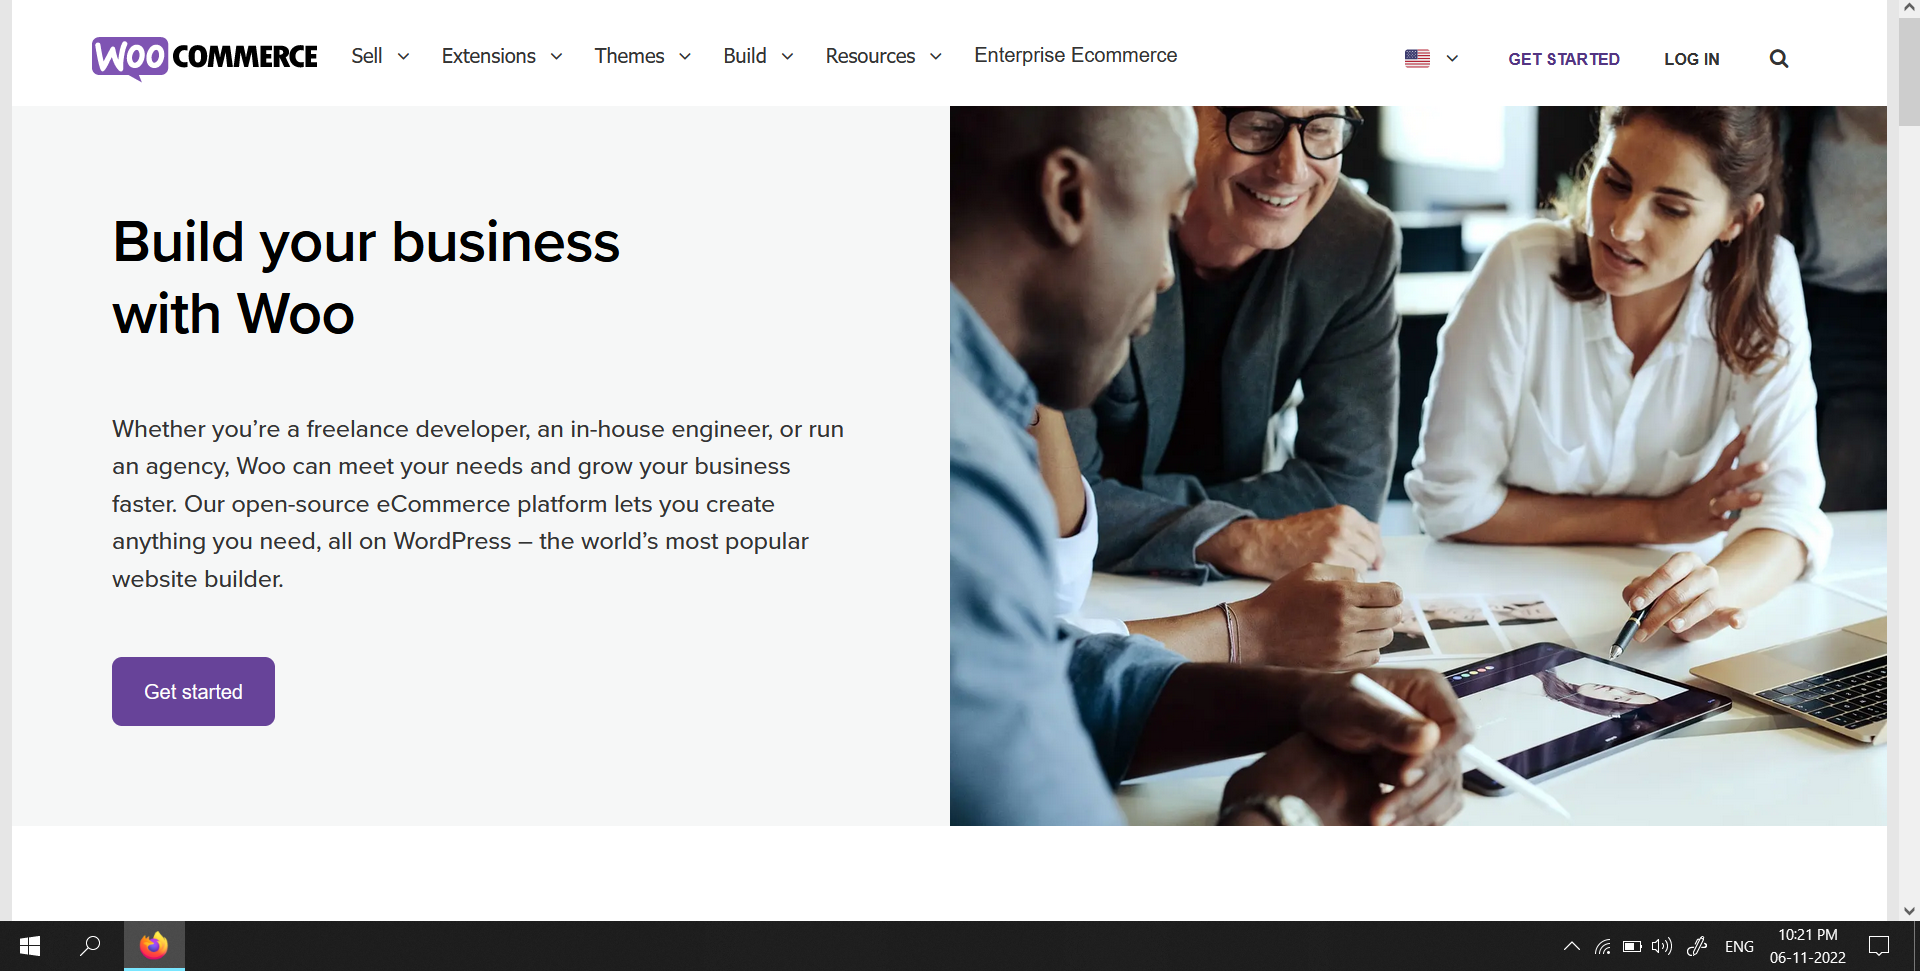 WOO COMMERCE
Sell
Extensions
Themes
Build
Resources
Enterprise Ecommerce
GET STARTED
LOG IN
Build your business
with Woo
Whether you’re a freelance developer, an in-house engineer, or run
an agency, Woo can meet your needs and grow your business
faster. Our open-source eCommerce platform lets you create
anything you need, all on WordPress – the world’s most popular
website builder.
Get started
ENG
10:21 PM
06-11-2022